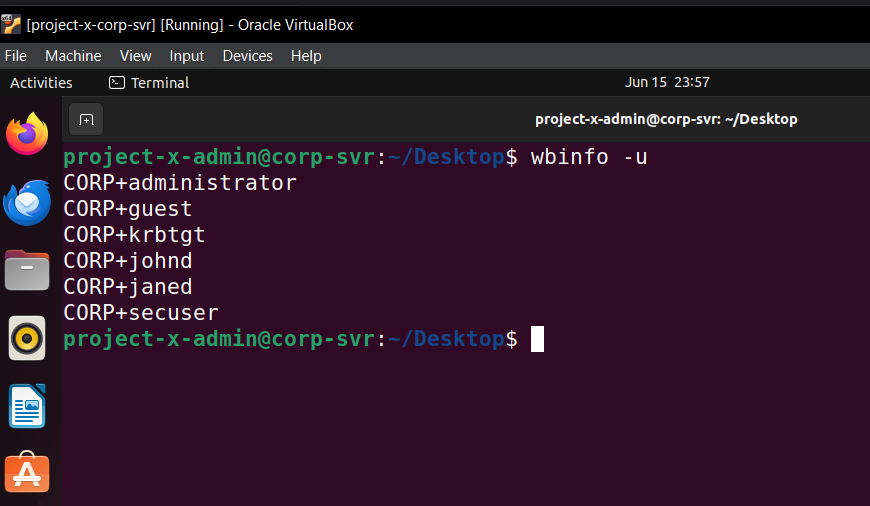 [project-x-corp-svr] [Running] - Oracle VirtualBox
File Machine View Input Devices Help
Activities Terminal Jun 15 23:57
project-x-admin@corp-svr: ~/Desktop
project-x-admin@corp-svr:~/Desktop$ wbinfo -u
CORP+administrator
CORP+guest
CORP+krbtgt
CORP+johnd
CORP+janed
CORP+secuser
project-x-admin@corp-svr:~/Desktop$